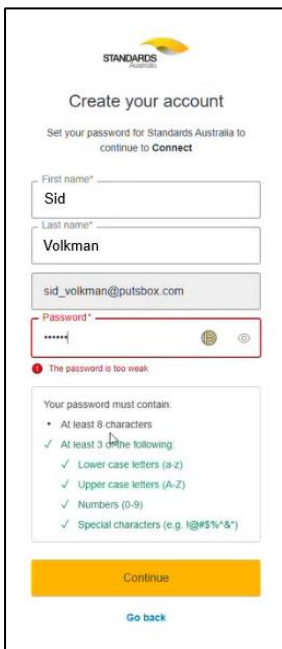 STANDARDS
Australia
Create your account
Set your password for Standards Australia to
continue to Connect
First name*
Sid
Last name*
Volkman
sid_volkman@putsbox.com
Password*
••••••
The password is too weak
Your password must contain:
• At least 8 characters
✓ At least 3 of the following:
✓ Lower case letters (a-z)
✓ Upper case letters (A-Z)
✓ Numbers (0-9)
✓ Special characters (e.g. !@#$%^&*)
Continue
Go back